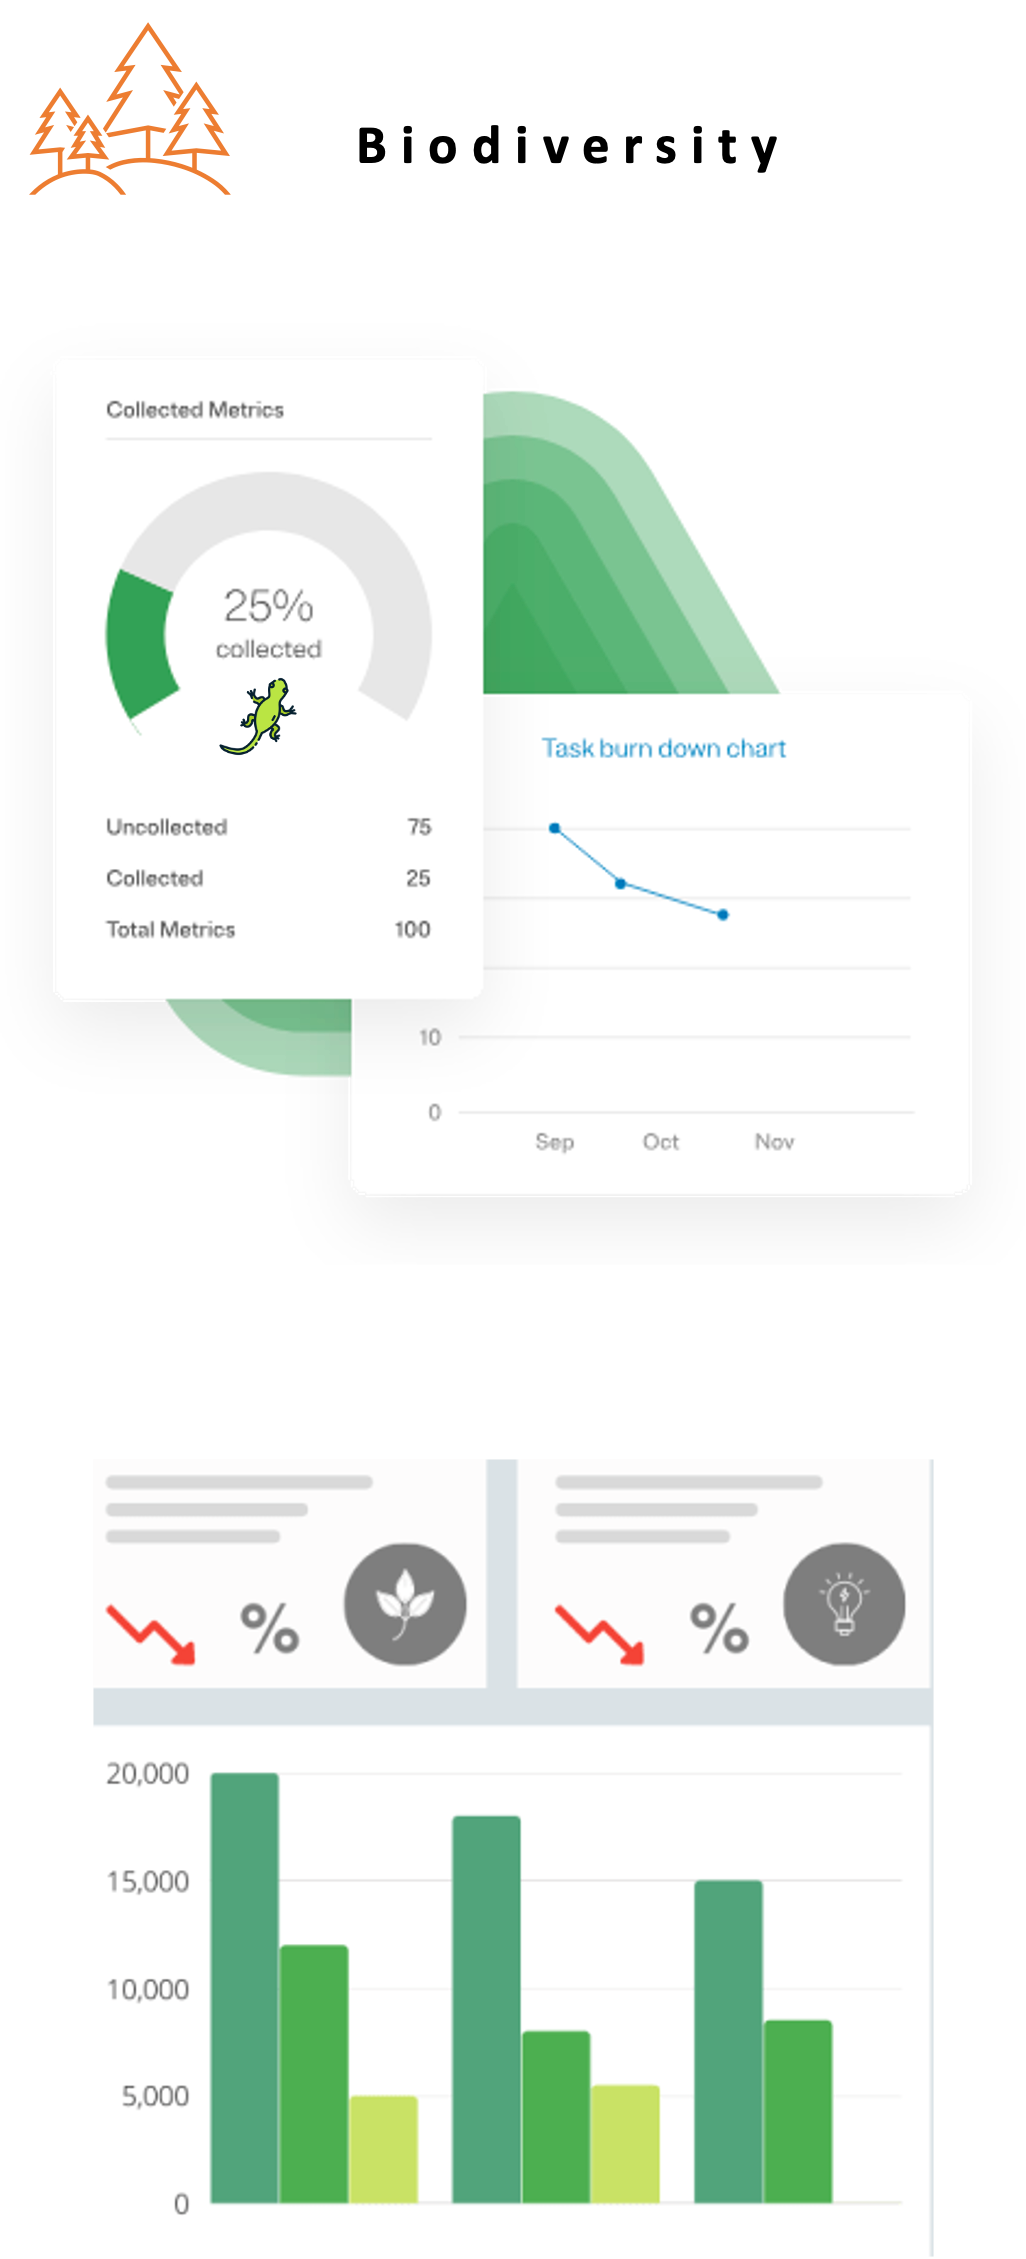 Biodiversity
Collected Metrics
25%
collected
Uncollected 75
Collected 25
Total Metrics 100
Task burn down chart
10
0
Sep Oct Nov
% %
20,000
15,000
10,000
5,000
0